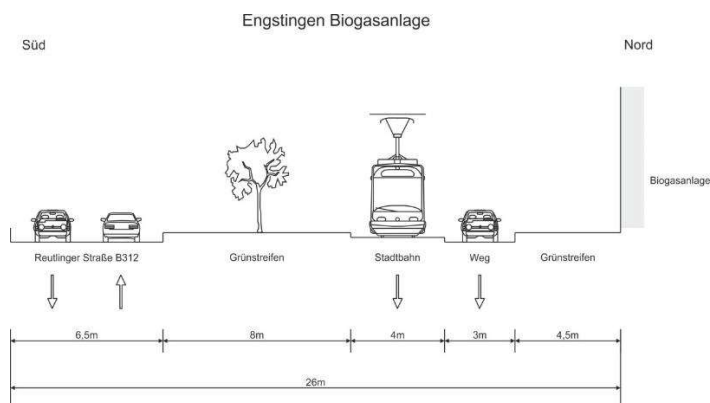 Engstingen Biogasanlage
Süd
Nord
Biogasanlage
Reutlinger Straße B312
Grünstreifen
Stadtbahn
Weg
Grünstreifen
6,5m
8m
4m
3m
4,5m
26m